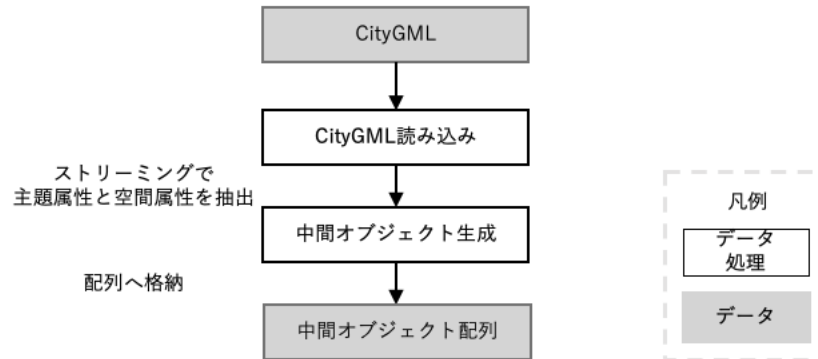 CityGML
CityGML読み込み
ストリーミングで
主題属性と空間属性を抽出
中間オブジェクト生成
配列へ格納
中間オブジェクト配列
凡例
データ
処理
データ